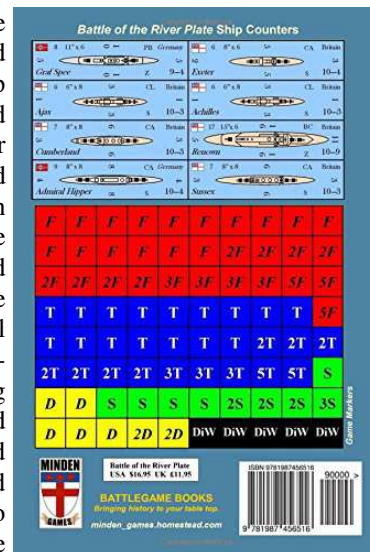 Battle of the River Plate Ship Counters
8 11"x 6 PB Germany
Graf Spee Z 9–4
6 8"x 6 CA Britain
Exeter S 10–4
6 6"x 8 CL Britain
Ajax S 10–3
6 6"x 8 CL Britain
Achilles S 10–3
7 8"x 8 CA Britain
Cumberland S 10–3
17 15"x 6 BC Britain
Renown Z 10–9
9 8"x 8 CA Germany
Admiral Hipper S 10–4
7 8"x 8 CA Britain
Sussex S 10–3
F F F F F F F F F
F F F F F 2F 2F 2F 2F
2F 2F 2F 2F 3F 3F 3F 5F 5F
T T T T T T T T 5F
T T T T T T 2T 2T 2T
2T 2T 2T 3T 3T 3T 5T 5T S
D D S S S 2S 2S 2S 3S
D D D 2D 2D DiW DiW DiW DiW
Game Markers
MINDEN
GAMES
Battle of the River Plate
USA $16.95 UK £11.95
BATTLEGAME BOOKS
Bringing history to your table top.
minden_games.homestead.com
ISBN 9781987456516
90000 >
9 781987 456516